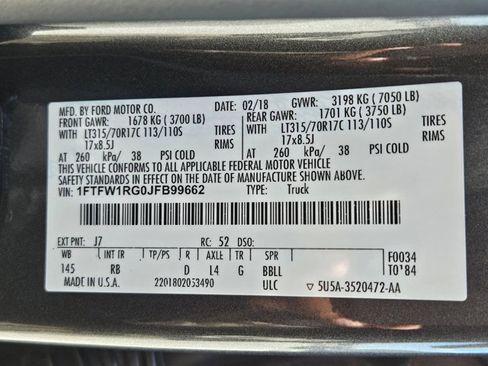 MFD. BY FORD MOTOR CO. 02/18 GVWR: 3198 KG ( 7050 LB)
FRONT GAWR: 1678 KG ( 3700 LB) REAR GAWR: 1701 KG ( 3750 LB)
WITH LT315/70R17C 113/110S TIRES WITH LT315/70R17C 113/110S TIRES
17x8.5J RIMS 17x8.5J RIMS
AT 260 kPa/ 38 PSI COLD AT 260 kPa/ 38 PSI COLD
THIS VEHICLE CONFORMS TO ALL APPLICABLE FEDERAL MOTOR VEHICLE
SAFETY STANDARDS IN EFFECT ON THE DATE OF MANUFACTURE SHOWN ABOVE.
VIN: 1FTFW1RG0JFB99662 TYPE: Truck
EXT PNT: J7 RC: 52 DSO:
WB INT TR TP/PS R AXLE TR SPR F0034
145 RB D L4 G BBLL T0'84
MADE IN U.S.A. 2201802053490 ULC 5U5A-3520472-AA